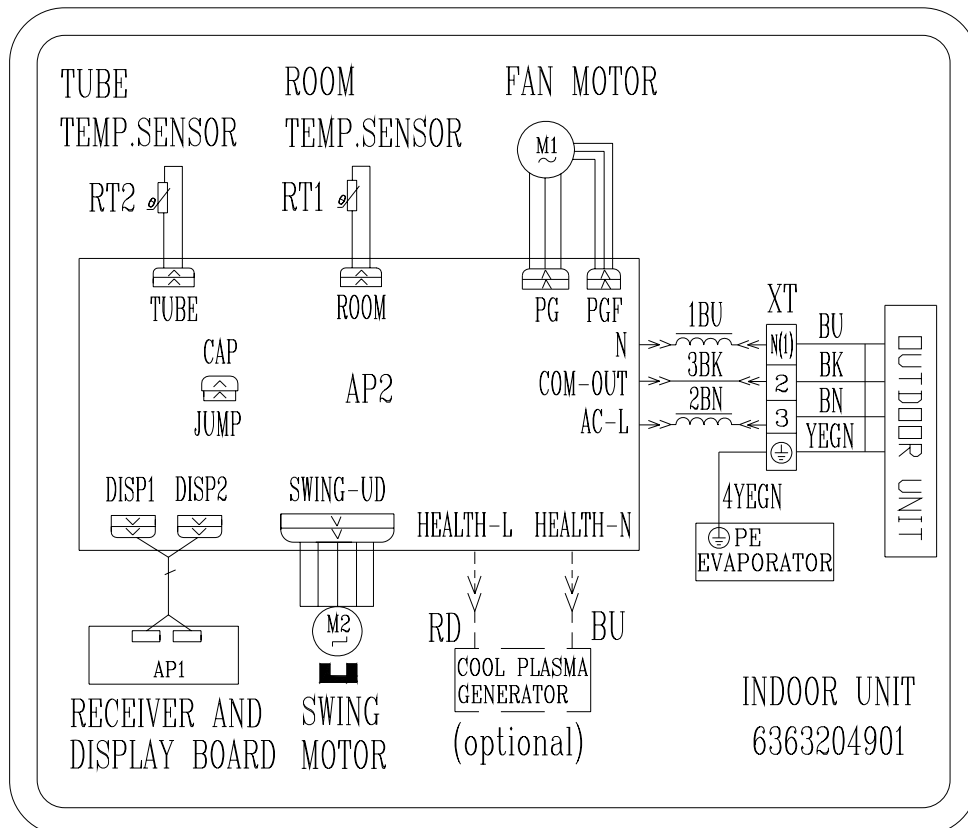 TUBE
TEMP.SENSOR
ROOM
TEMP.SENSOR
FAN MOTOR
RT2
θ
RT1
θ
M1
~
TUBE
ROOM
PG
PGF
CAP
JUMP
AP2
N
COM-OUT
AC-L
1BU
3BK
2BN
XT
N(1)
2
3
BU
BK
BN
YEGN
OUTDOOR UNIT
4YEGN
PE
EVAPORATOR
DISP1
DISP2
SWING-UD
HEALTH-L
HEALTH-N
RD
BU
AP1
M2
COOL PLASMA
GENERATOR
(optional)
RECEIVER AND
DISPLAY BOARD
SWING
MOTOR
INDOOR UNIT
6363204901